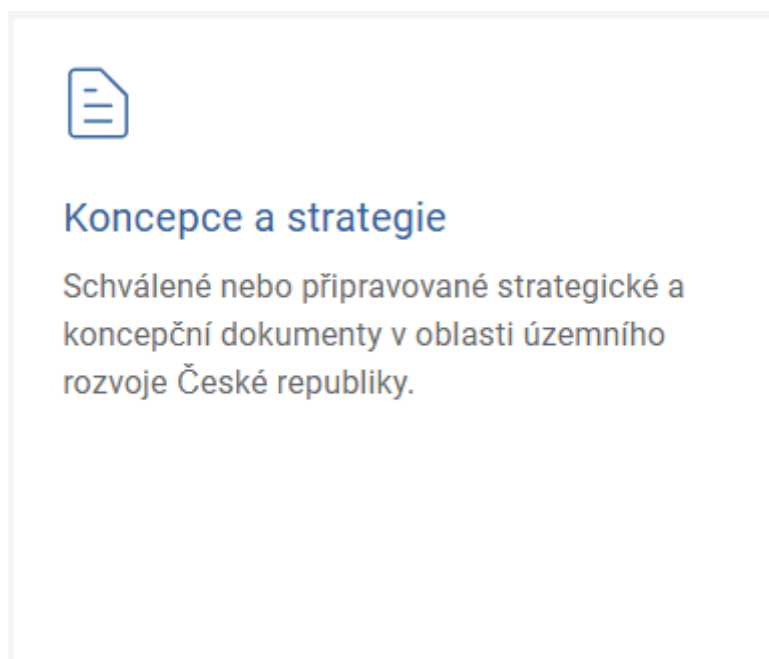 Koncepce a strategie
Schválené nebo připravované strategické a
koncepční dokumenty v oblasti územního
rozvoje České republiky.